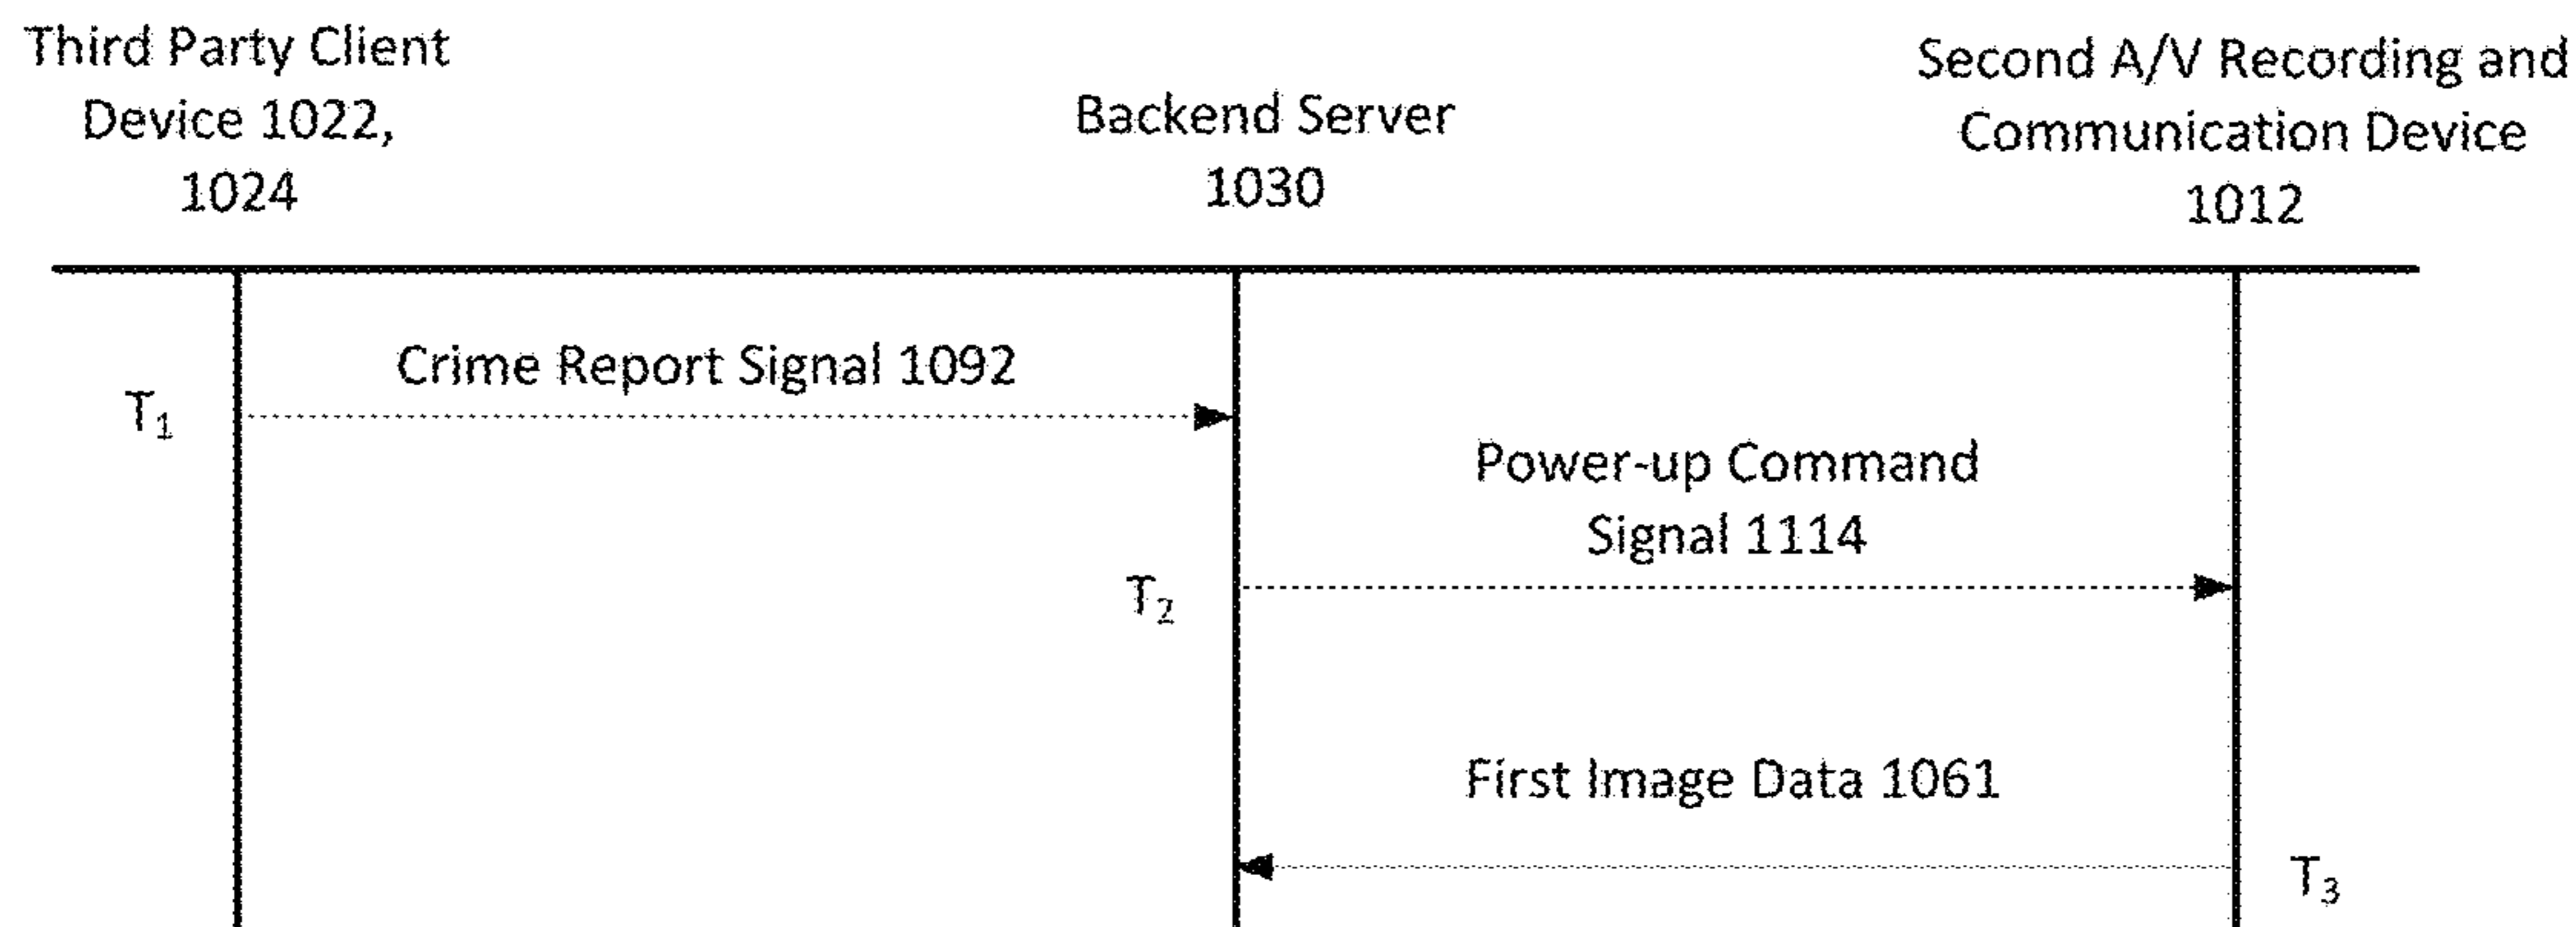 Third Party Client
Device 1022,
1024
Backend Server
1030
Second A/V Recording and
Communication Device
1012
Crime Report Signal 1092
T₁
Power-up Command
Signal 1114
T₂
First Image Data 1061
T₃